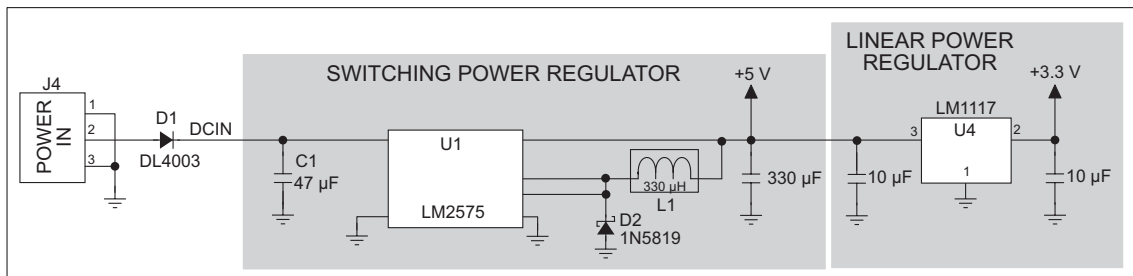 LINEAR POWER
REGULATOR
SWITCHING POWER REGULATOR
+5 V
+3.3 V
J4
POWER
IN
1
2
3
D1
DL4003
DCIN
C1
47 µF
U1
LM2575
330 µH
L1
D2
1N5819
330 µF
10 µF
LM1117
3
U4
2
1
10 µF